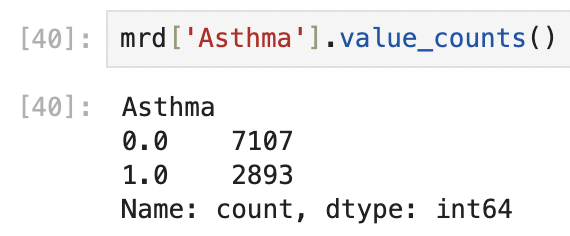 [40]: mrd['Asthma'].value_counts()
[40]: Asthma
0.0    7107
1.0    2893
Name: count, dtype: int64